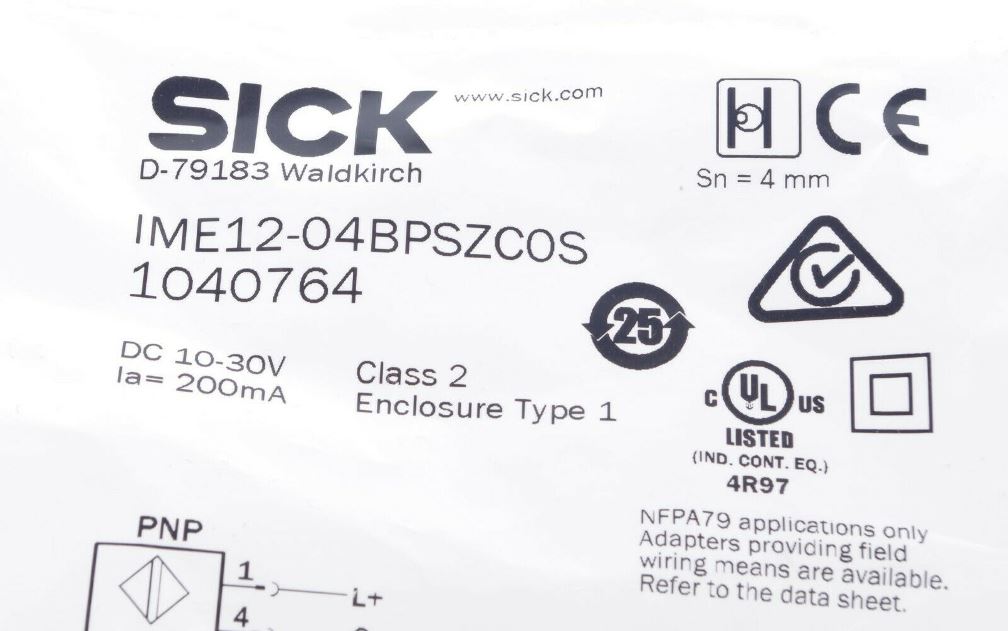 SICK www.sick.com
D-79183 Waldkirch
CE
Sn = 4 mm
IME12-04BPSZC0S
1040764
25
DC 10-30V
Ia= 200mA
Class 2
Enclosure Type 1
C UL US
LISTED
(IND. CONT. EQ.)
4R97
NFPA79 applications only
Adapters providing field
wiring means are available.
Refer to the data sheet.
PNP
1
L+
4